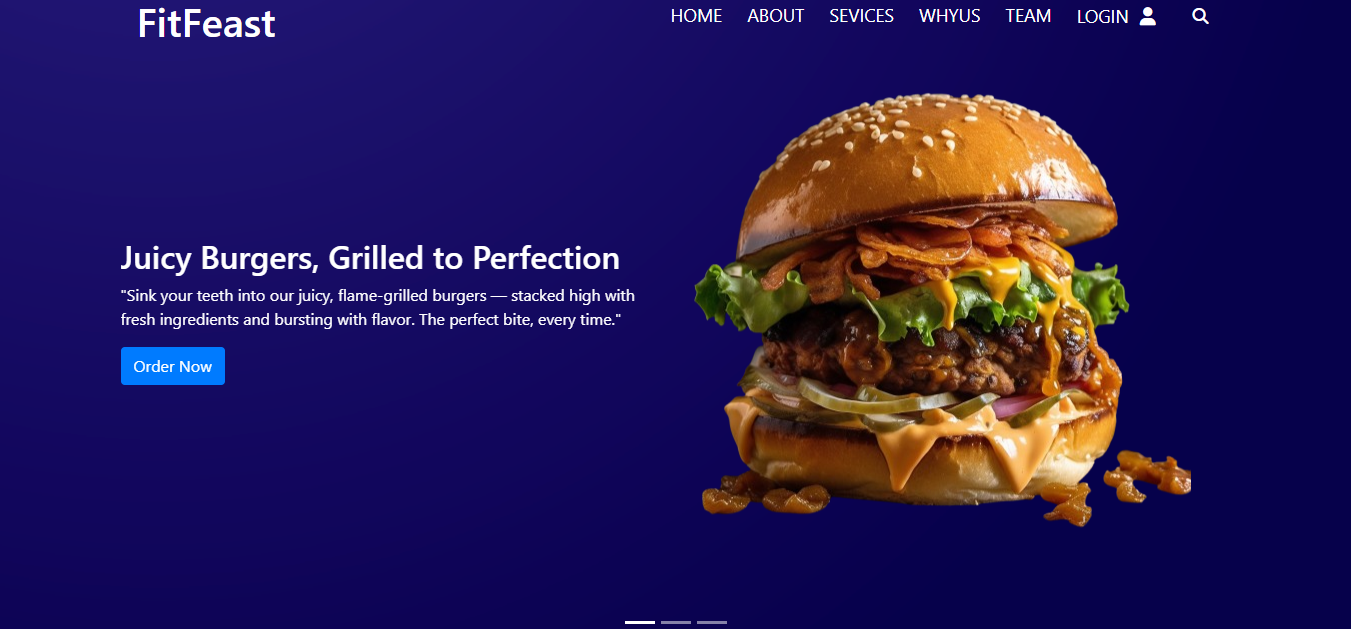 FitFeast
HOME ABOUT SEVICES WHYUS TEAM LOGIN
Juicy Burgers, Grilled to Perfection
"Sink your teeth into our juicy, flame-grilled burgers — stacked high with
fresh ingredients and bursting with flavor. The perfect bite, every time."
Order Now